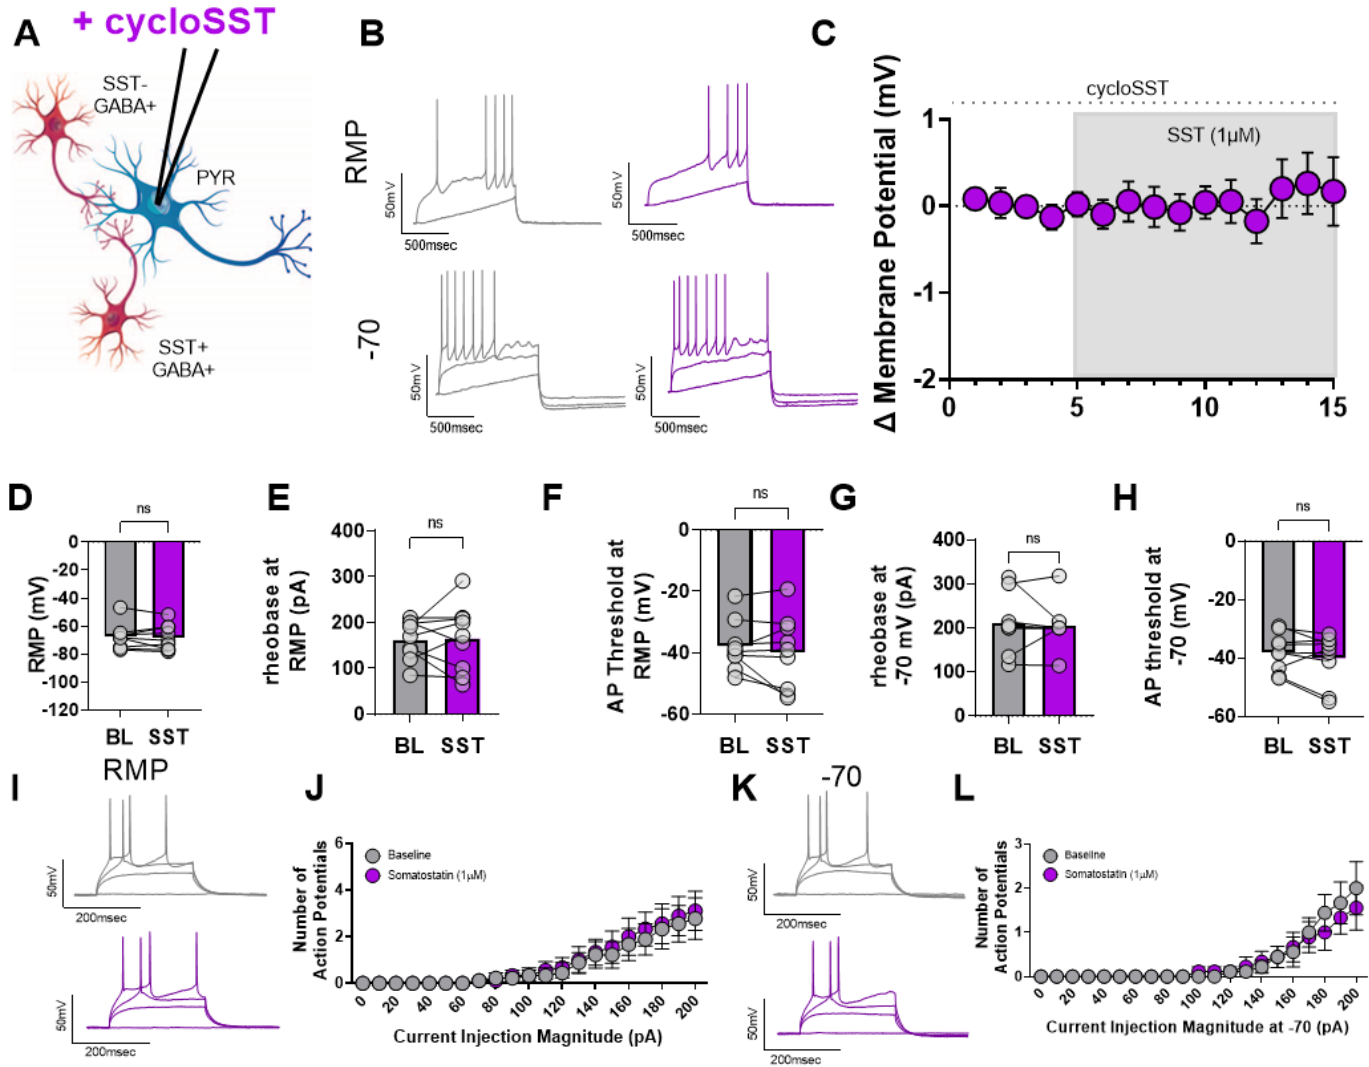 A
+ cycloSST
SST-
GABA+
PYR
SST+
GABA+
B
RMP
50mV
500msec
50mV
500msec
-70
50mV
500msec
50mV
500msec
C
cycloSST
SST (1µM)
Δ Membrane Potential (mV)
1
0
-1
-2
0
5
10
15
D
ns
RMP (mV)
0
-20
-40
-60
-80
-100
-120
BL SST
E
ns
rheobase at
RMP (pA)
400
300
200
100
0
BL SST
F
ns
AP Threshold at
RMP (mV)
0
-20
-40
-60
BL SST
G
ns
rheobase at
-70 mV (pA)
400
300
200
100
0
BL SST
H
ns
AP threshold at
-70 (mV)
0
-20
-40
-60
BL SST
I
RMP
50mV
200msec
50mV
200msec
J
Baseline
Somatostatin (1µM)
Number of
Action Potentials
6
4
2
0
0 20 40 60 80 100 120 140 160 180 200
Current Injection Magnitude (pA)
K
-70
50mV
200msec
50mV
200msec
L
Baseline
Somatostatin (1µM)
Number of
Action Potentials
3
2
1
0
0 20 40 60 80 100 120 140 160 180 200
Current Injection Magnitude at -70 (pA)